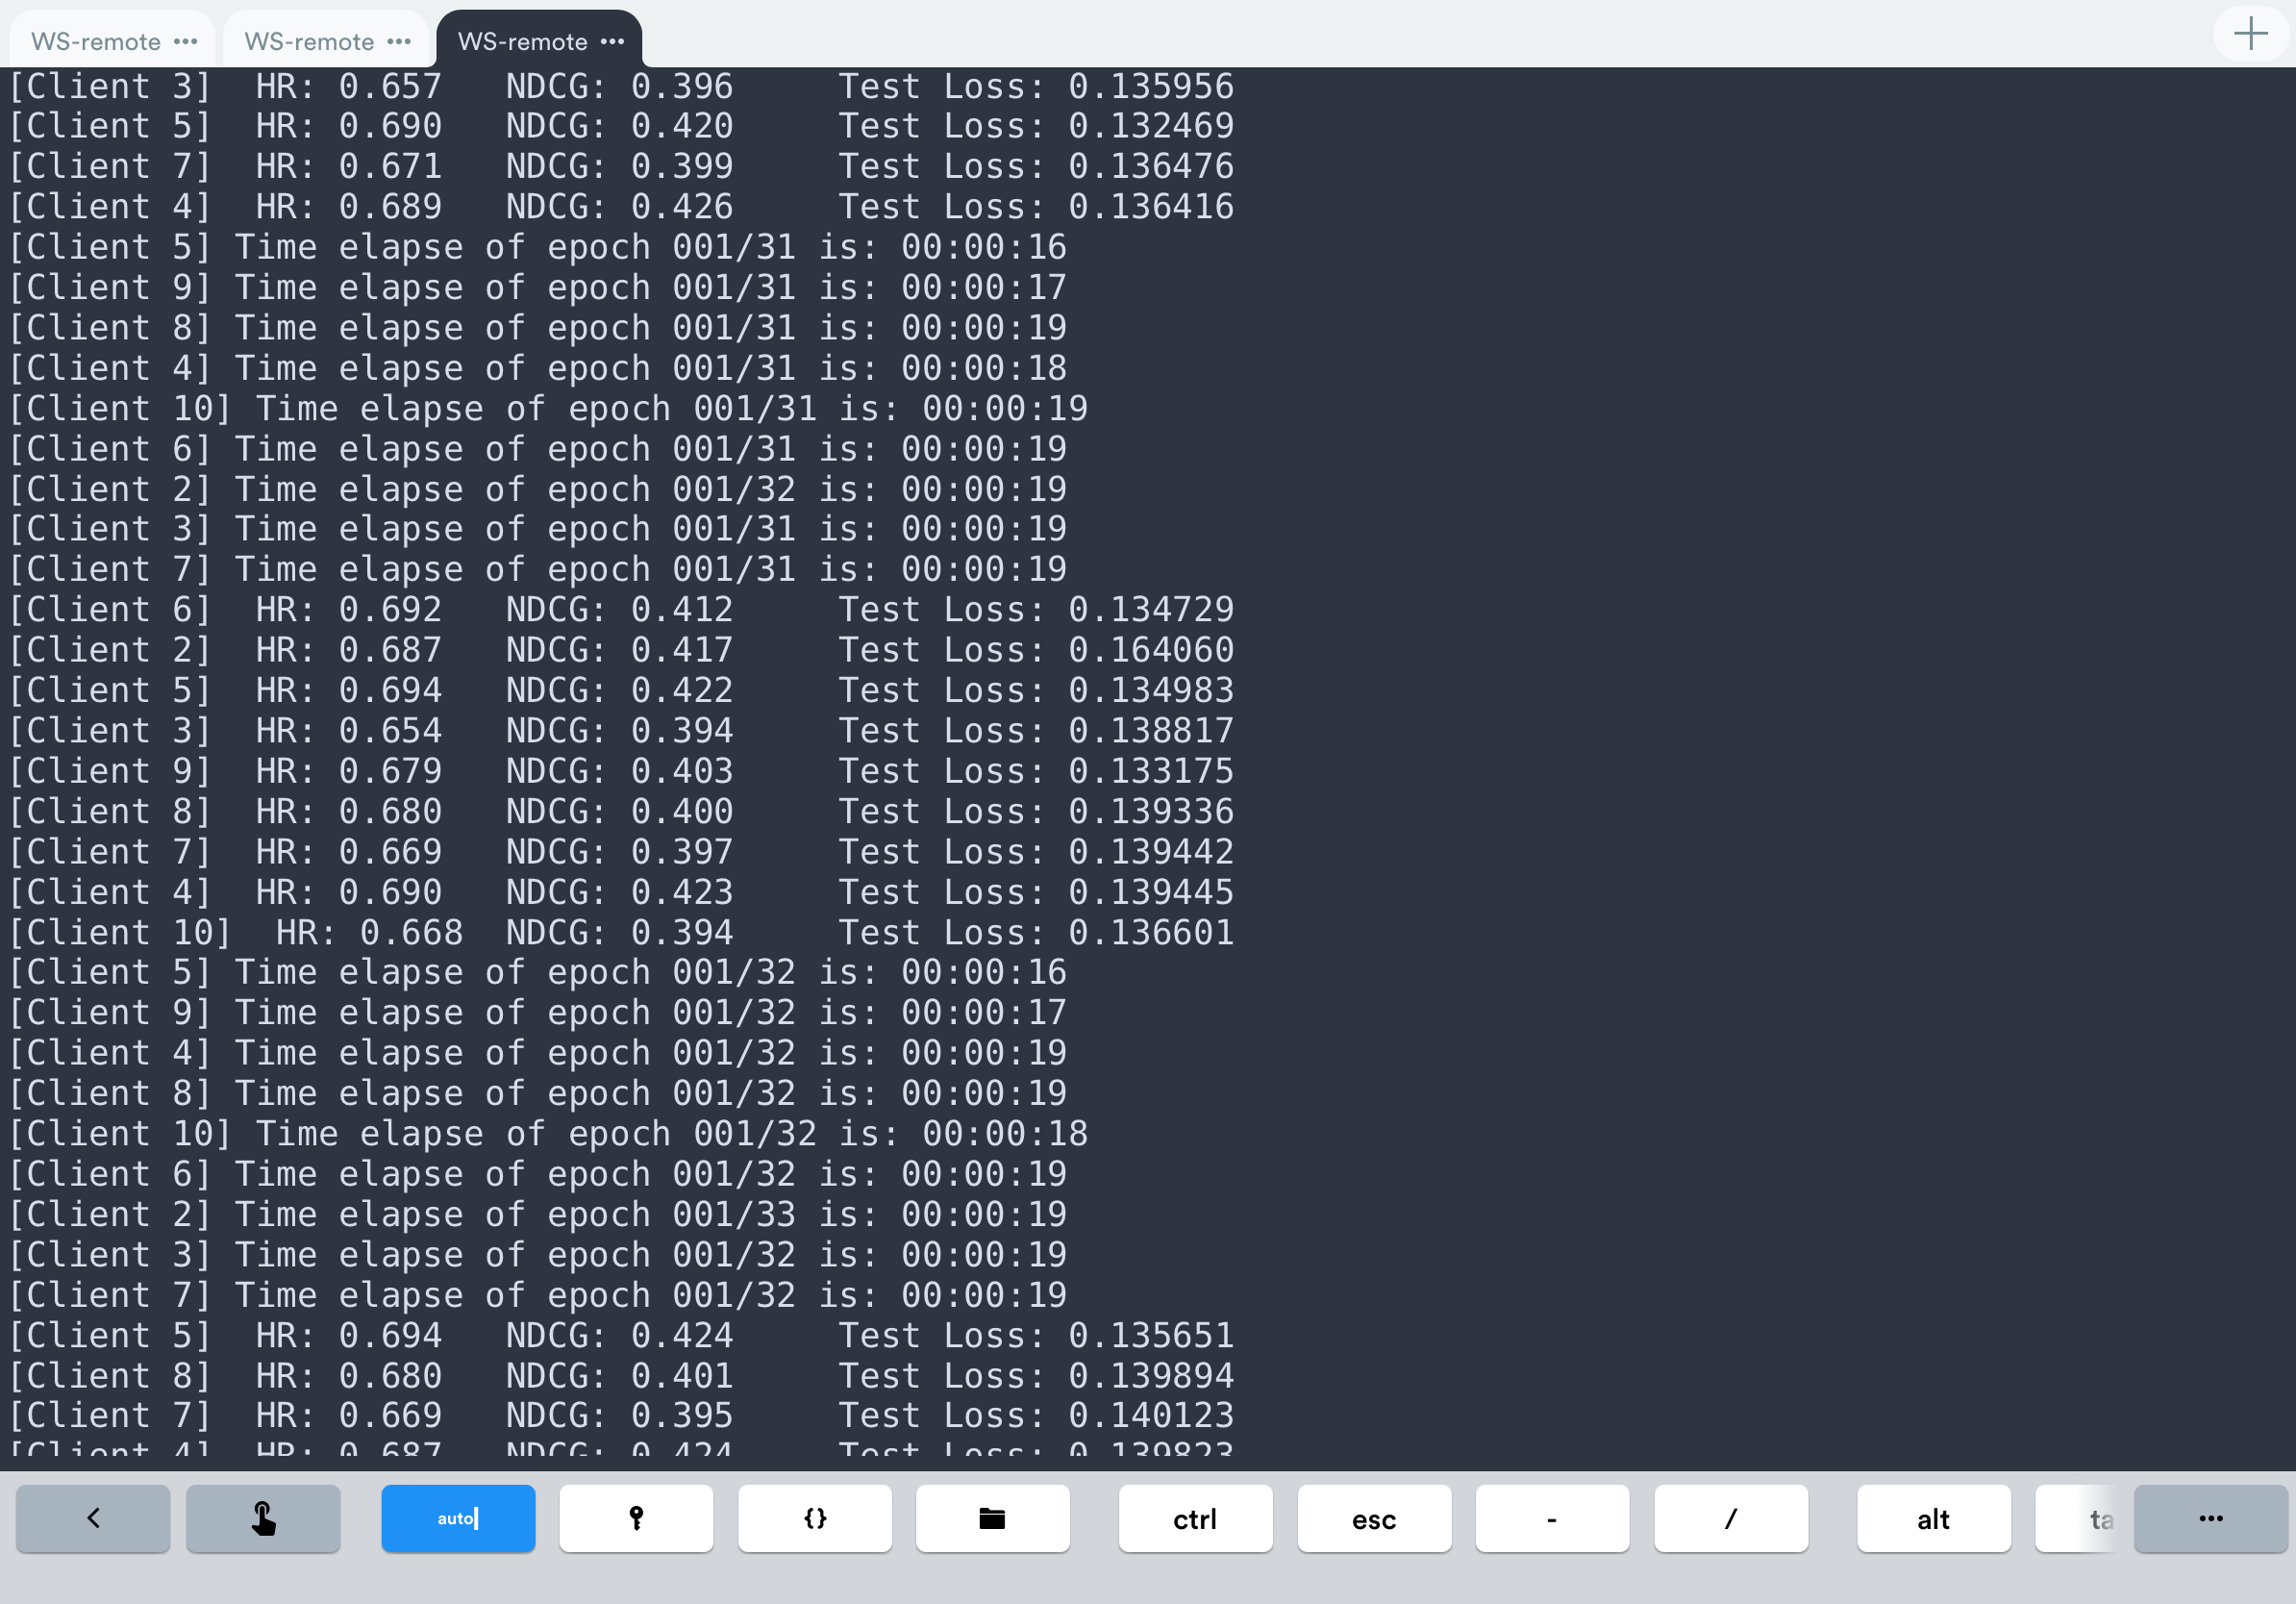 WS-remote ••• WS-remote ••• WS-remote •••
[Client 3] HR: 0.657 NDCG: 0.396 Test Loss: 0.135956
[Client 5] HR: 0.690 NDCG: 0.420 Test Loss: 0.132469
[Client 7] HR: 0.671 NDCG: 0.399 Test Loss: 0.136476
[Client 4] HR: 0.689 NDCG: 0.426 Test Loss: 0.136416
[Client 5] Time elapse of epoch 001/31 is: 00:00:16
[Client 9] Time elapse of epoch 001/31 is: 00:00:17
[Client 8] Time elapse of epoch 001/31 is: 00:00:19
[Client 4] Time elapse of epoch 001/31 is: 00:00:18
[Client 10] Time elapse of epoch 001/31 is: 00:00:19
[Client 6] Time elapse of epoch 001/31 is: 00:00:19
[Client 2] Time elapse of epoch 001/32 is: 00:00:19
[Client 3] Time elapse of epoch 001/31 is: 00:00:19
[Client 7] Time elapse of epoch 001/31 is: 00:00:19
[Client 6] HR: 0.692 NDCG: 0.412 Test Loss: 0.134729
[Client 2] HR: 0.687 NDCG: 0.417 Test Loss: 0.164060
[Client 5] HR: 0.694 NDCG: 0.422 Test Loss: 0.134983
[Client 3] HR: 0.654 NDCG: 0.394 Test Loss: 0.138817
[Client 9] HR: 0.679 NDCG: 0.403 Test Loss: 0.133175
[Client 8] HR: 0.680 NDCG: 0.400 Test Loss: 0.139336
[Client 7] HR: 0.669 NDCG: 0.397 Test Loss: 0.139442
[Client 4] HR: 0.690 NDCG: 0.423 Test Loss: 0.139445
[Client 10] HR: 0.668 NDCG: 0.394 Test Loss: 0.136601
[Client 5] Time elapse of epoch 001/32 is: 00:00:16
[Client 9] Time elapse of epoch 001/32 is: 00:00:17
[Client 4] Time elapse of epoch 001/32 is: 00:00:19
[Client 8] Time elapse of epoch 001/32 is: 00:00:19
[Client 10] Time elapse of epoch 001/32 is: 00:00:18
[Client 6] Time elapse of epoch 001/32 is: 00:00:19
[Client 2] Time elapse of epoch 001/33 is: 00:00:19
[Client 3] Time elapse of epoch 001/32 is: 00:00:19
[Client 7] Time elapse of epoch 001/32 is: 00:00:19
[Client 5] HR: 0.694 NDCG: 0.424 Test Loss: 0.135651
[Client 8] HR: 0.680 NDCG: 0.401 Test Loss: 0.139894
[Client 7] HR: 0.669 NDCG: 0.395 Test Loss: 0.140123
[Client 4] HR: 0.687 NDCG: 0.424 Test Loss: 0.139823
auto {} ctrl esc - / alt ta •••